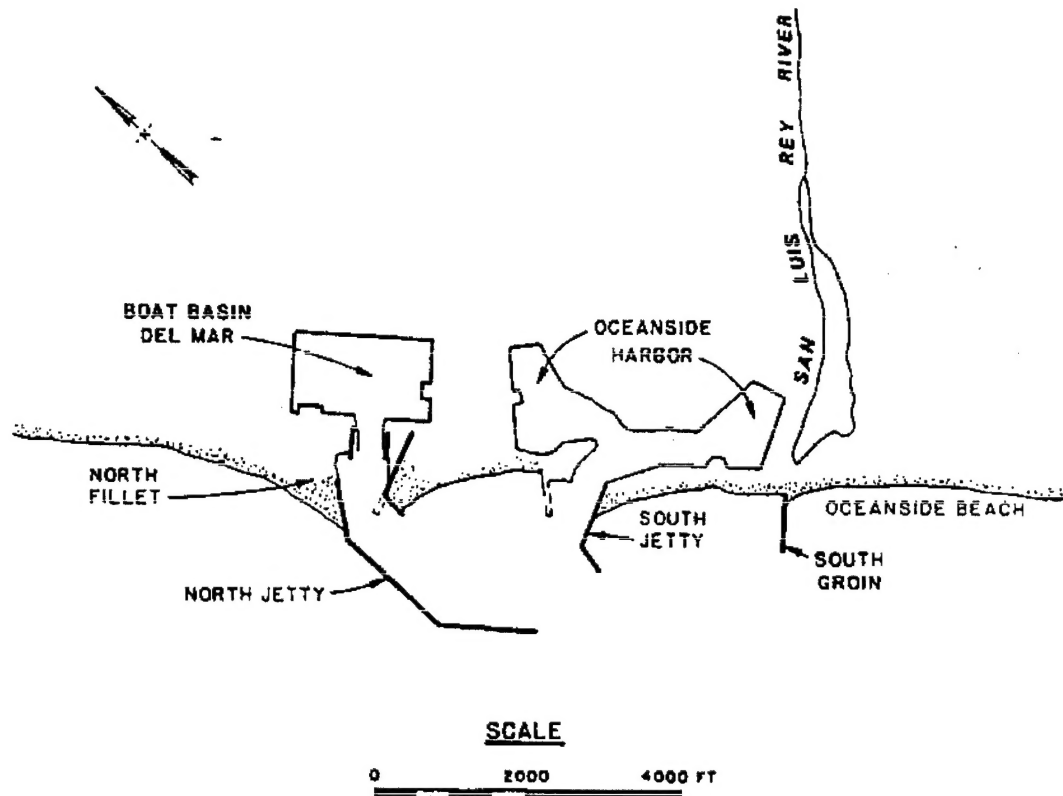 SAN LUIS REY RIVER
BOAT BASIN
DEL MAR
OCEANSIDE
HARBOR
NORTH
FILLET
OCEANSIDE BEACH
SOUTH
JETTY
SOUTH
GROIN
NORTH JETTY
SCALE
0 2000 4000 FT